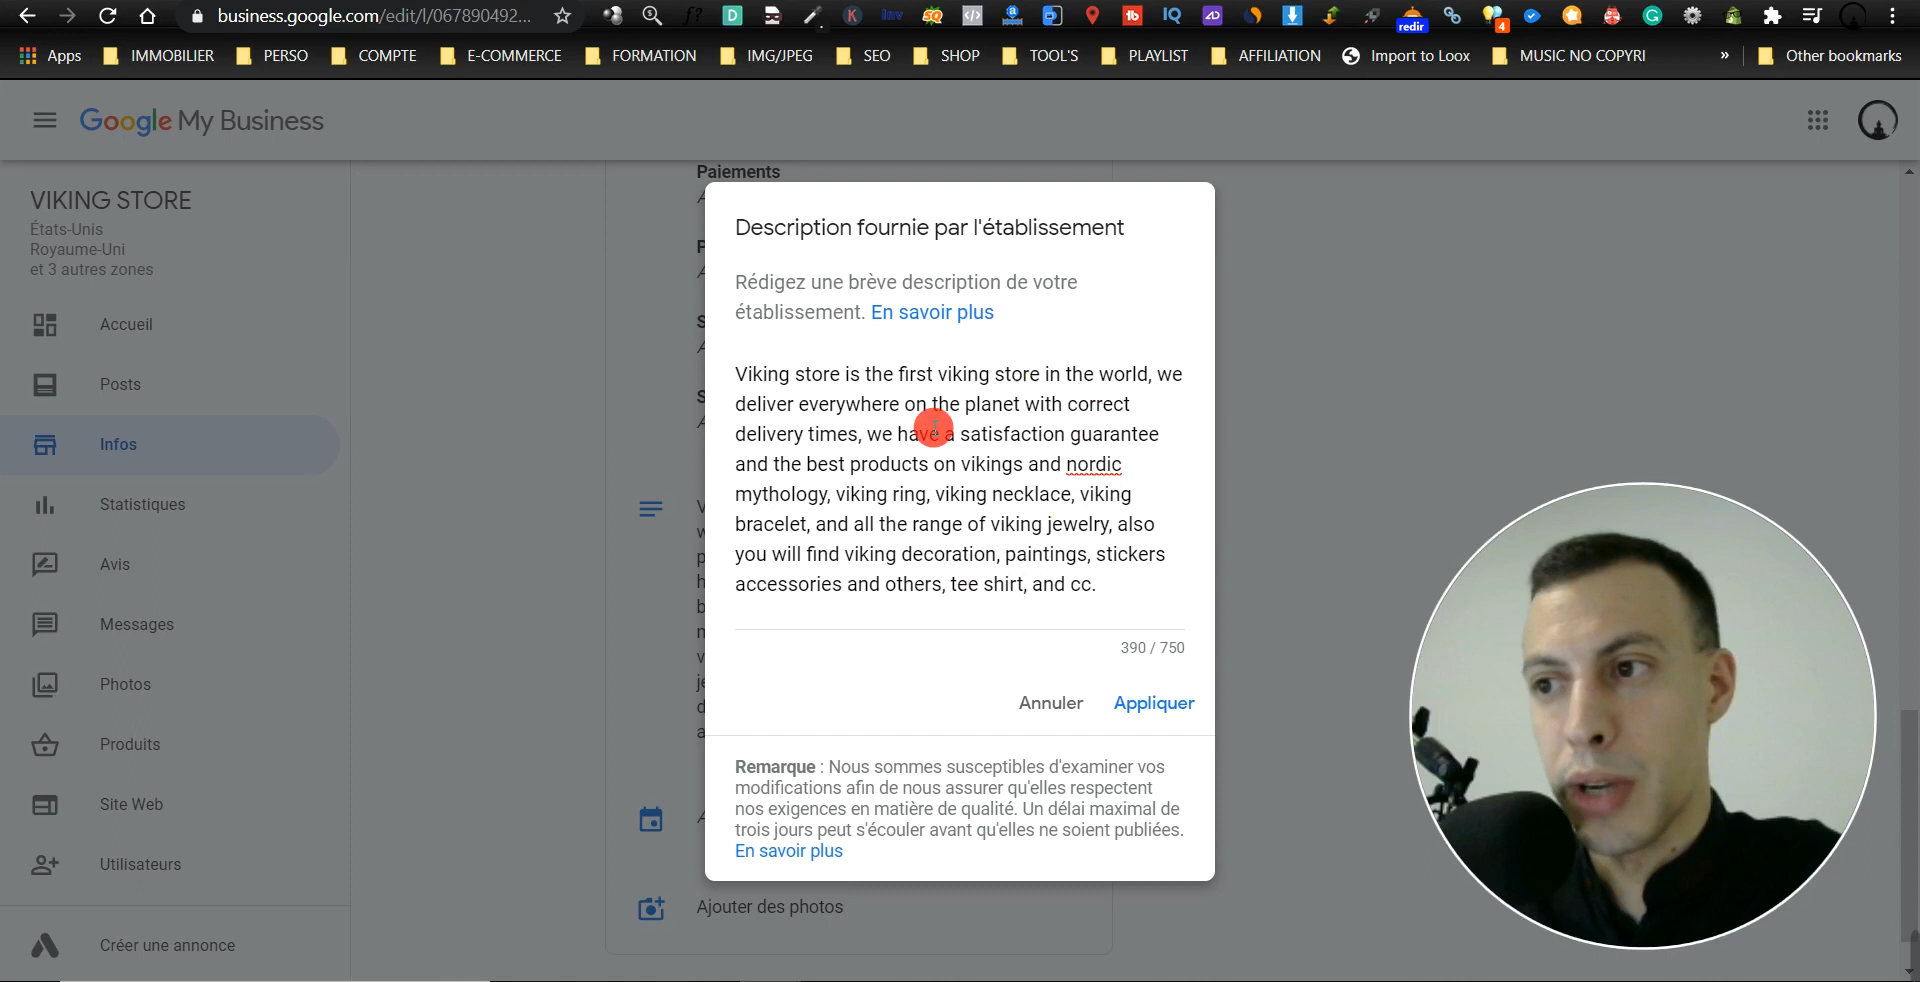 business.google.com/edit/l/067890492...
f?
D
K
Inv
SQ
</>
a
1b
IQ
redir
4
G
Apps
IMMOBILIER
PERSO
COMPTE
E-COMMERCE
FORMATION
IMG/JPEG
SEO
SHOP
TOOL'S
PLAYLIST
AFFILIATION
Import to Loox
MUSIC NO COPYRI
»
Other bookmarks
Google My Business
VIKING STORE
États-Unis
Royaume-Uni
et 3 autres zones
Accueil
Posts
Infos
Statistiques
Avis
Messages
Photos
Produits
Site Web
Utilisateurs
Créer une annonce
Paiements
Description fournie par l'établissement
Rédigez une brève description de votre
établissement. En savoir plus
Viking store is the first viking store in the world, we
deliver everywhere on the planet with correct
delivery times, we have a satisfaction guarantee
and the best products on vikings and nordic
mythology, viking ring, viking necklace, viking
bracelet, and all the range of viking jewelry, also
you will find viking decoration, paintings, stickers
accessories and others, tee shirt, and cc.
390 / 750
Annuler
Appliquer
Remarque : Nous sommes susceptibles d'examiner vos
modifications afin de nous assurer qu'elles respectent
nos exigences en matière de qualité. Un délai maximal de
trois jours peut s'écouler avant qu'elles ne soient publiées.
En savoir plus
Ajouter des photos